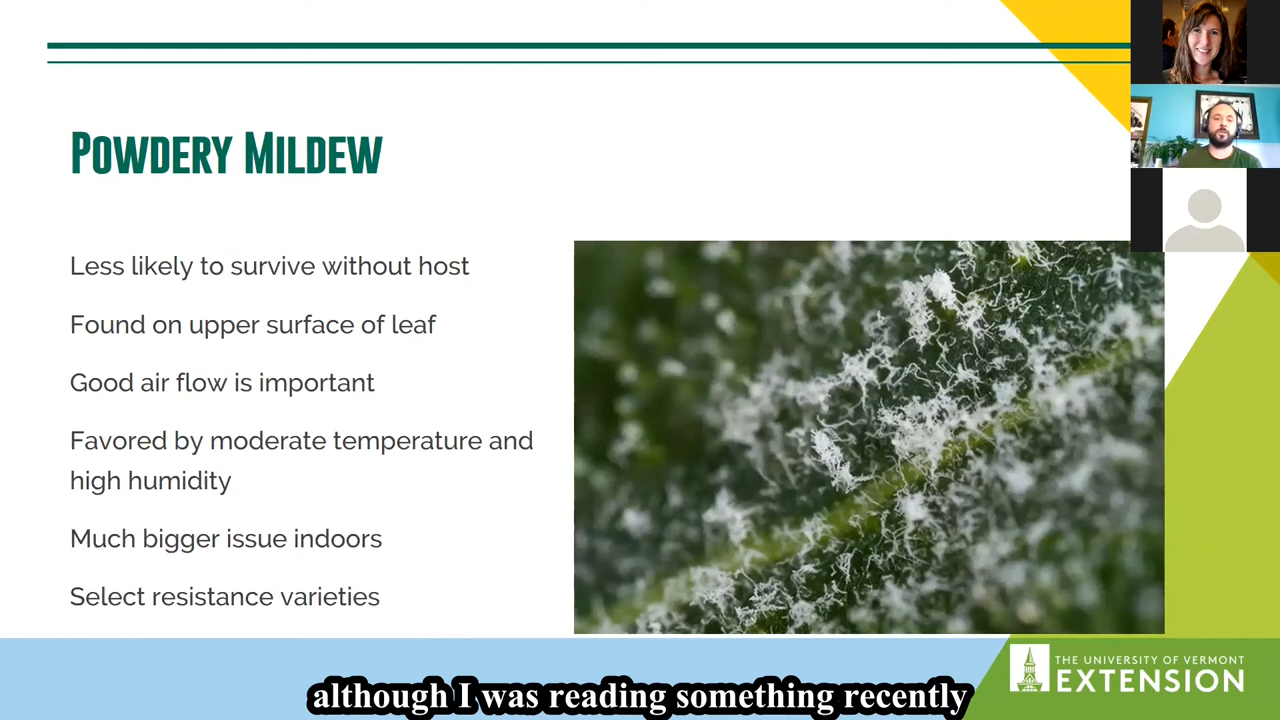 POWDERY MILDEW
Less likely to survive without host
Found on upper surface of leaf
Good air flow is important
Favored by moderate temperature and
high humidity
Much bigger issue indoors
Select resistance varieties
THE UNIVERSITY OF VERMONT
EXTENSION
although I was reading something recently